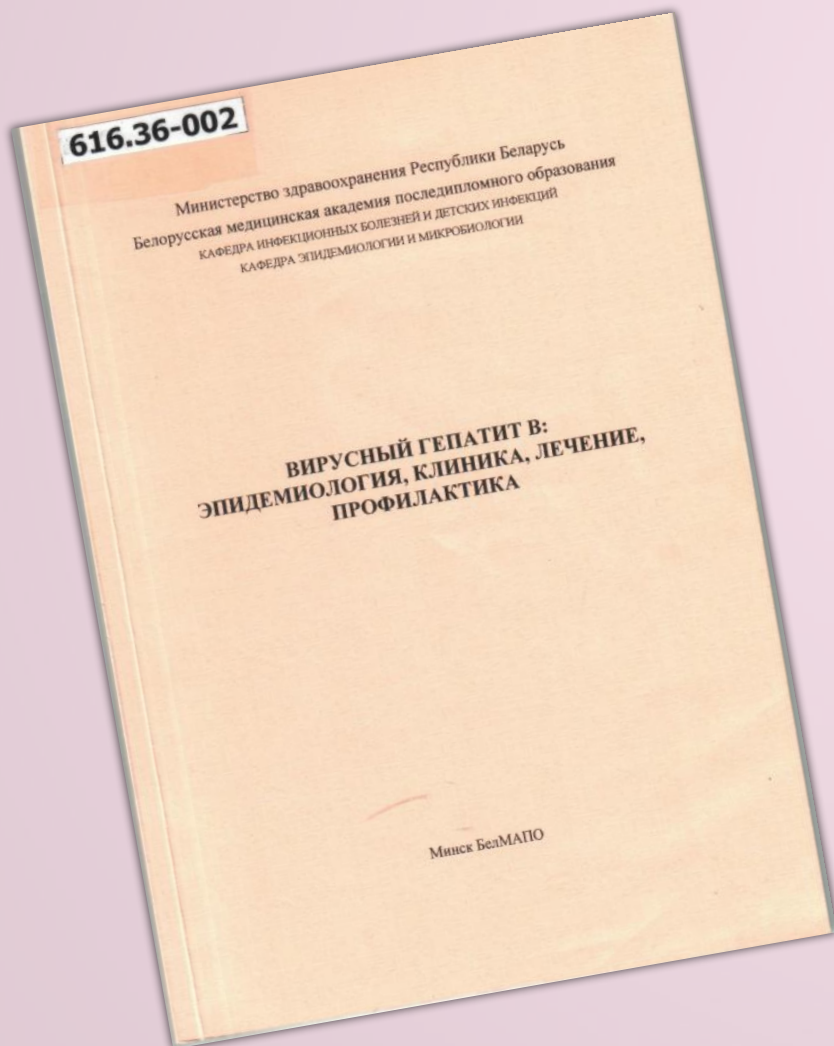 616.36-002
Министерство здравоохранения Республики Беларусь
Белорусская медицинская академия последипломного образования
КАФЕДРА ИНФЕКЦИОННЫХ БОЛЕЗНЕЙ И ДЕТСКИХ ИНФЕКЦИЙ
КАФЕДРА ЭПИДЕМИОЛОГИИ И МИКРОБИОЛОГИИ
ВИРУСНЫЙ ГЕПАТИТ В:
ЭПИДЕМИОЛОГИЯ, КЛИНИКА, ЛЕЧЕНИЕ,
ПРОФИЛАКТИКА
Минск БелМАПО